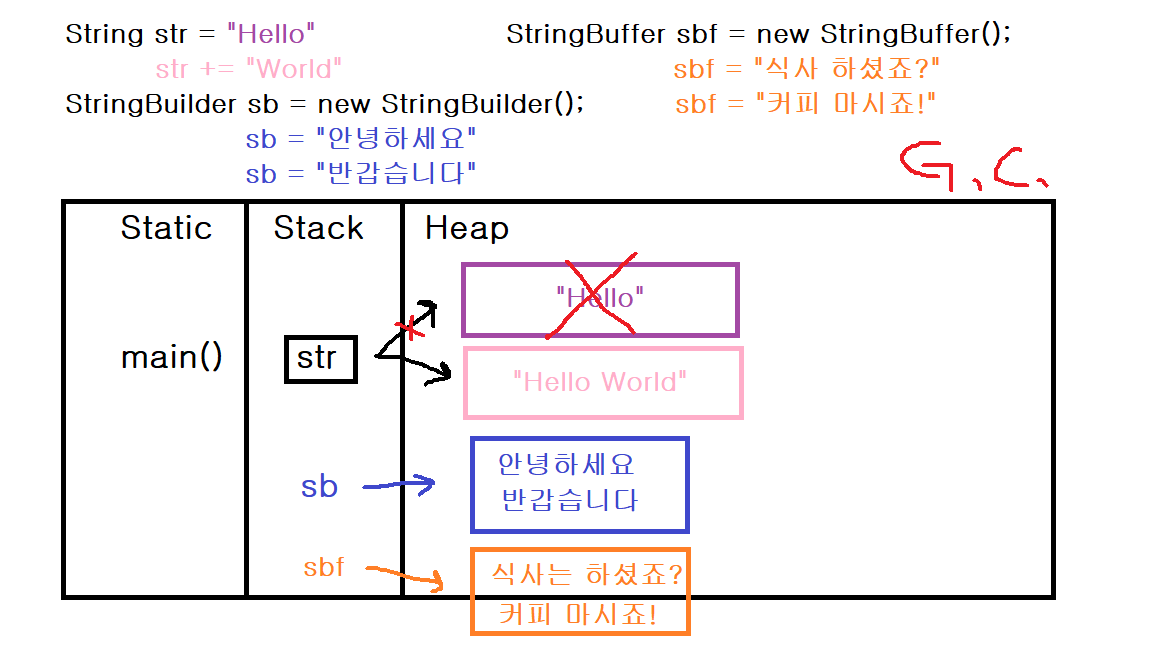 String str = "Hello"
str += "World"
StringBuilder sb = new StringBuilder();
sb = "안녕하세요"
sb = "반갑습니다"
StringBuffer sbf = new StringBuffer();
sbf = "식사 하셨죠?"
sbf = "커피 마시죠!"
G.C.
Static
Stack
Heap
"Hello"
main()
str
"Hello World"
sb
안녕하세요
반갑습니다
sbf
식사는 하셨죠?
커피 마시죠!